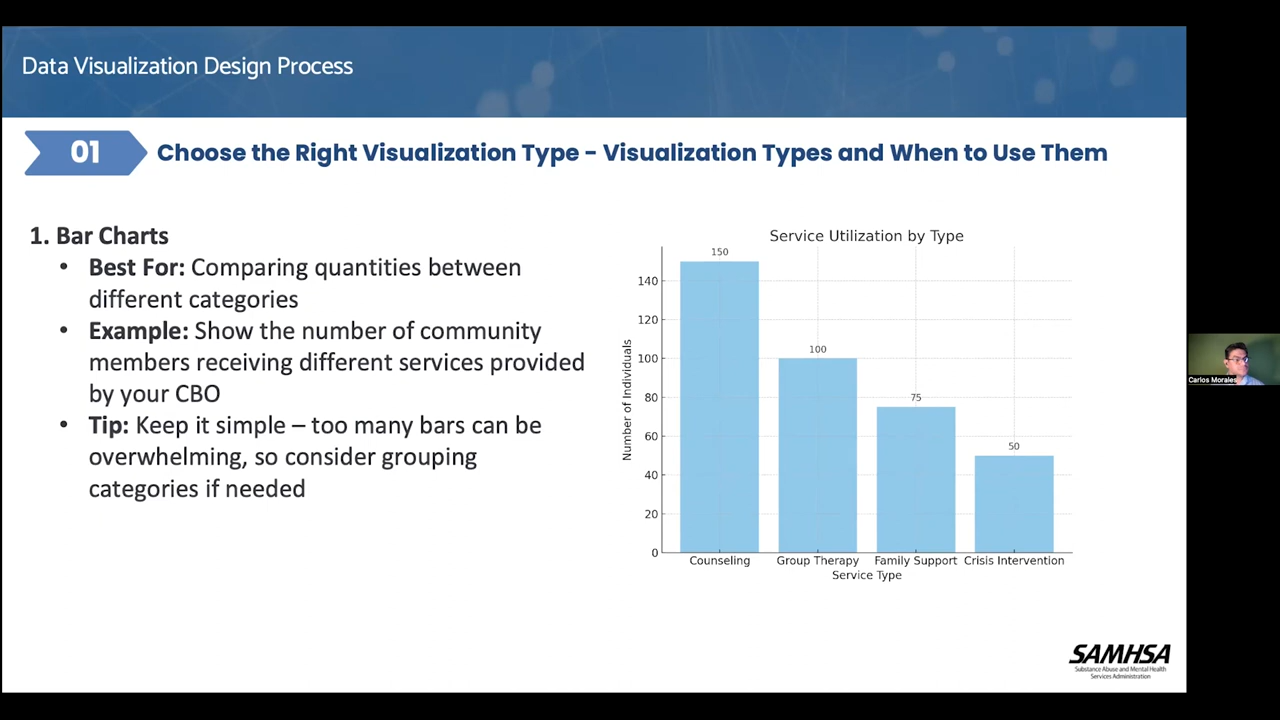 Data Visualization Design Process
01
Choose the Right Visualization Type – Visualization Types and When to Use Them
1. Bar Charts
• Best For: Comparing quantities between
different categories
• Example: Show the number of community
members receiving different services provided
by your CBO
• Tip: Keep it simple – too many bars can be
overwhelming, so consider grouping
categories if needed
Service Utilization by Type
150
100
75
50
Number of Individuals
140
120
100
80
60
40
20
0
Counseling Group Therapy Family Support Crisis Intervention
Service Type
Carlos Morales
SAMHSA
Substance Abuse and Mental Health
Services Administration